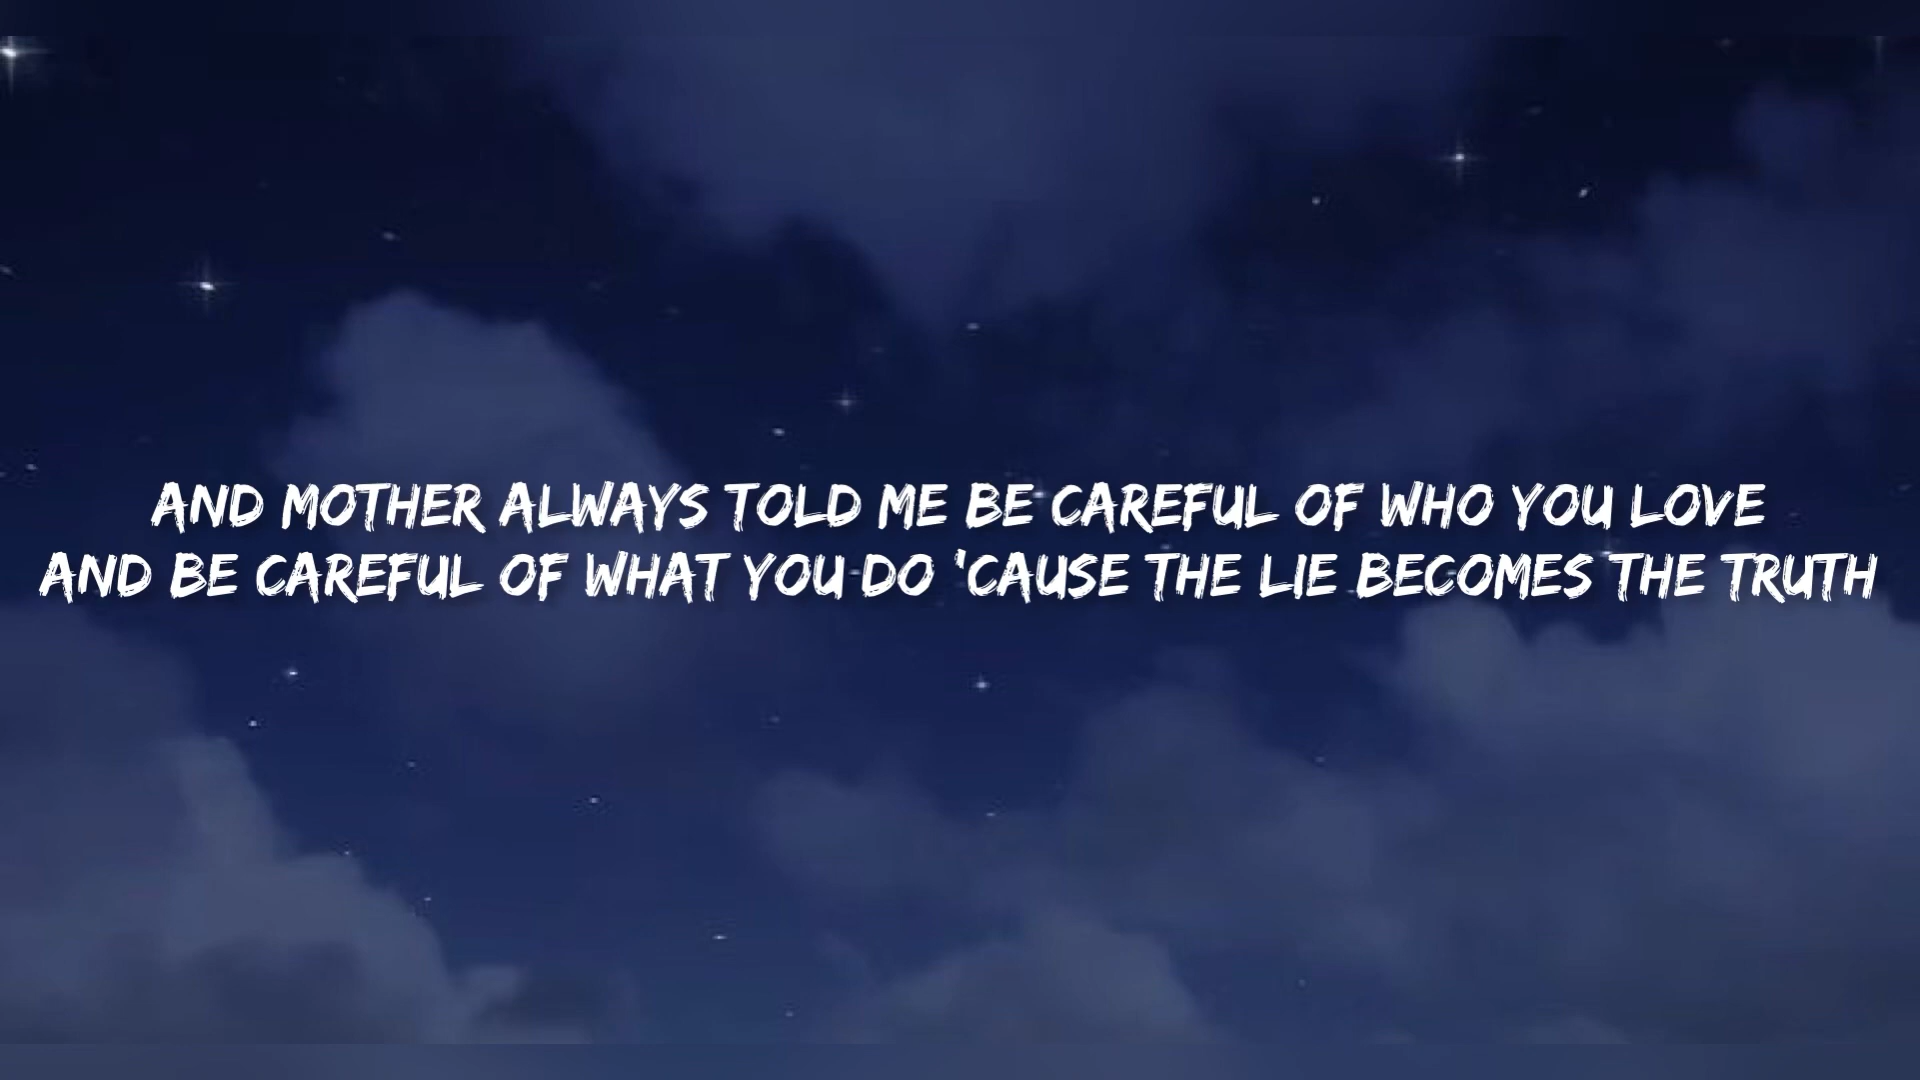 AND MOTHER ALWAYS TOLD ME BE CAREFUL OF WHO YOU LOVE
AND BE CAREFUL OF WHAT YOU DO 'CAUSE THE LIE BECOMES THE TRUTH